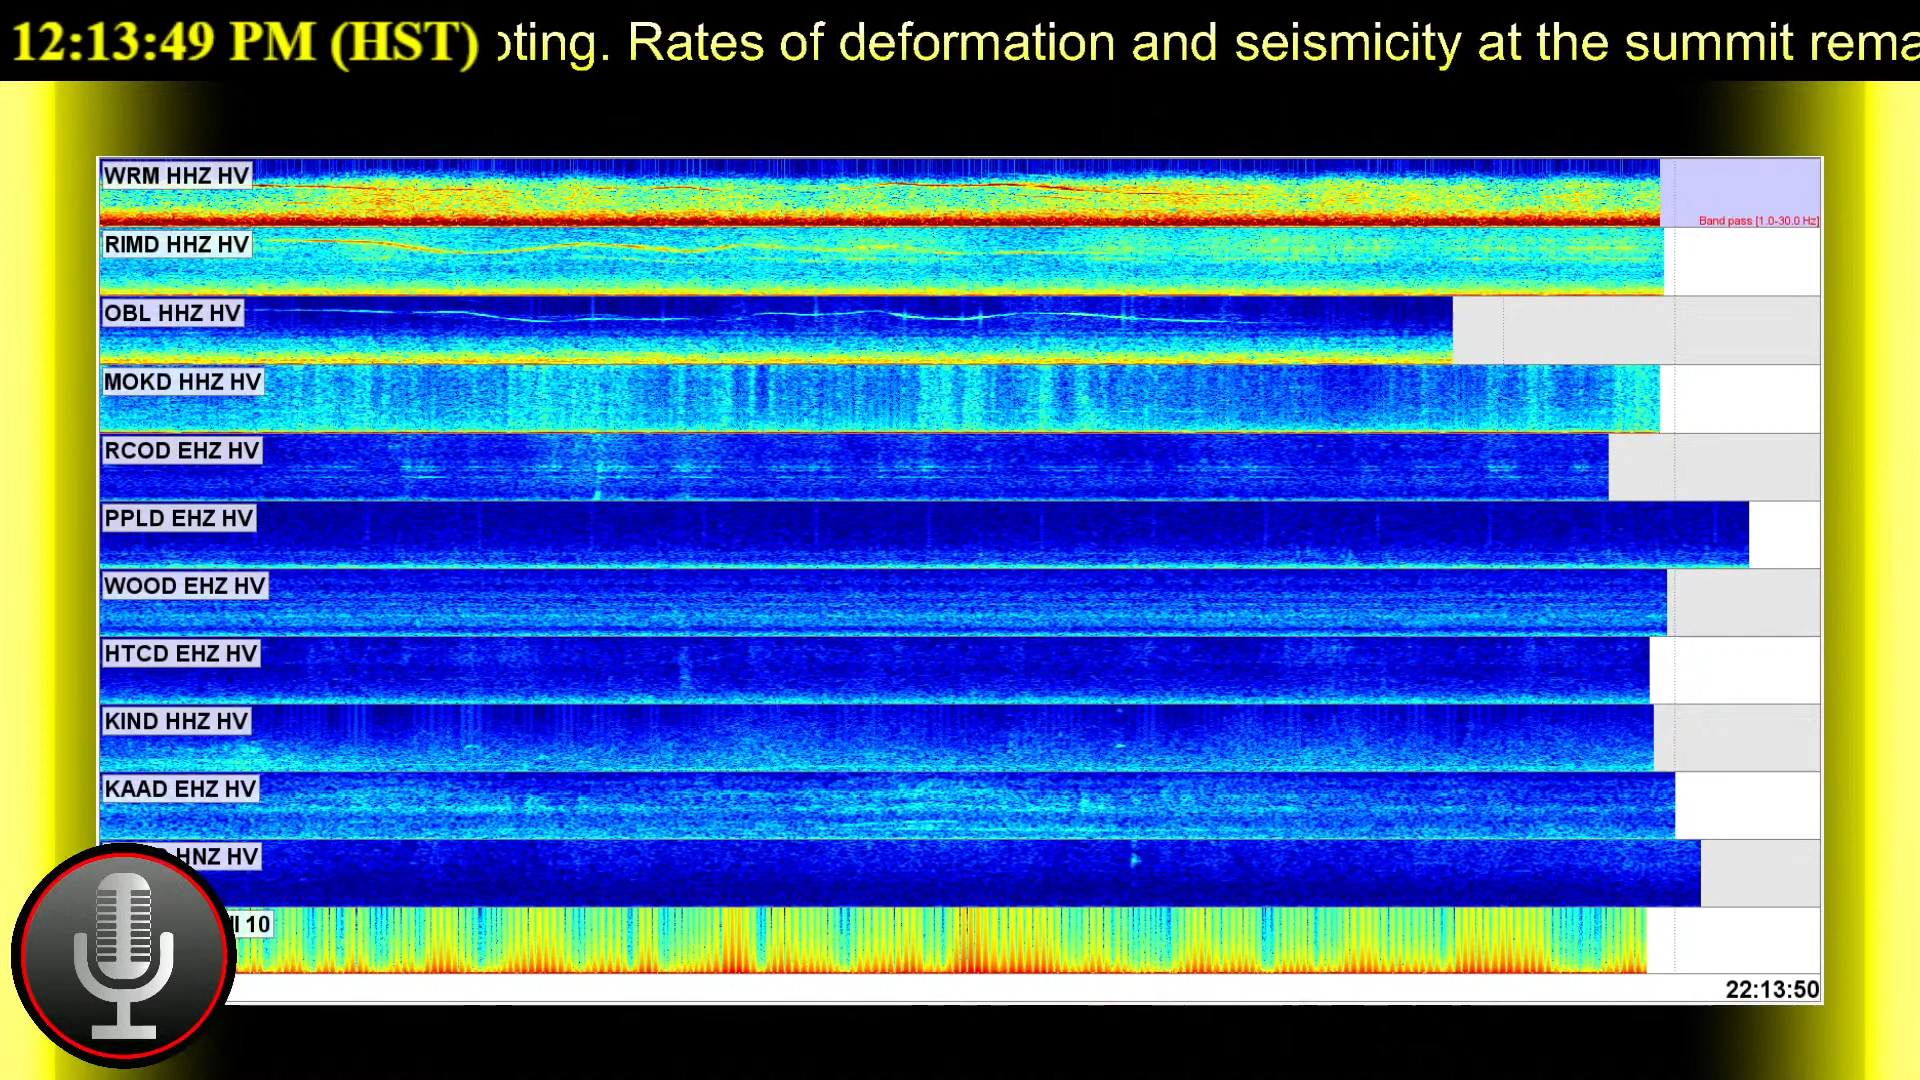 12:13:49 PM (HST) oting. Rates of deformation and seismicity at the summit rema
WRM HHZ HV
Band pass [1.0-30.0 Hz]
RIMD HHZ HV
OBL HHZ HV
MOKD HHZ HV
RCOD EHZ HV
PPLD EHZ HV
WOOD EHZ HV
HTCD EHZ HV
KIND HHZ HV
KAAD EHZ HV
HNZ HV
10
22:13:50